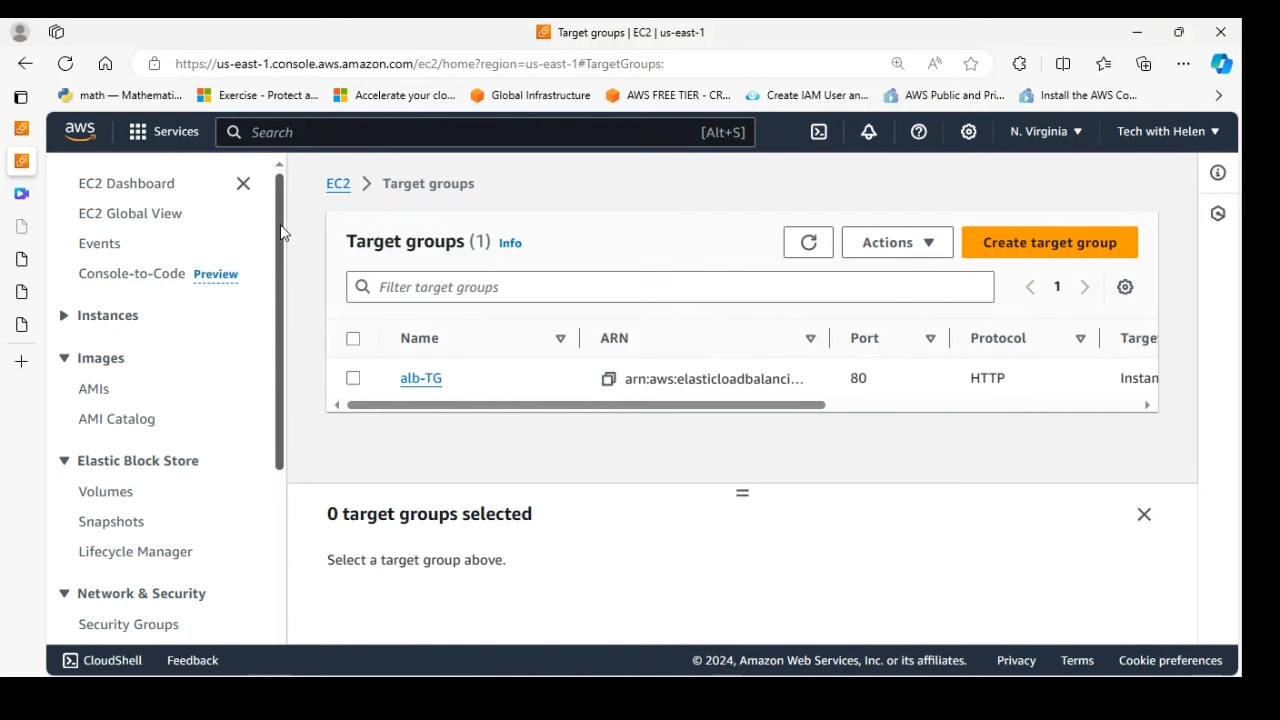 Target groups | EC2 | us-east-1
https://us-east-1.console.aws.amazon.com/ec2/home?region=us-east-1#TargetGroups:
math — Mathemati... Exercise - Protect a... Accelerate your clo... Global Infrastructure AWS FREE TIER - CR... Create IAM User an... AWS Public and Pri... Install the AWS Co...
aws Services Search [Alt+S] N. Virginia Tech with Helen
EC2 Dashboard
EC2 Global View
Events
Console-to-Code Preview
Instances
Images
AMIs
AMI Catalog
Elastic Block Store
Volumes
Snapshots
Lifecycle Manager
Network & Security
Security Groups
EC2 Target groups
Target groups (1) Info Actions Create target group
Filter target groups 1
Name ARN Port Protocol Targe
alb-TG arn:aws:elasticloadbalanci... 80 HTTP Instan
0 target groups selected
Select a target group above.
CloudShell Feedback © 2024, Amazon Web Services, Inc. or its affiliates. Privacy Terms Cookie preferences